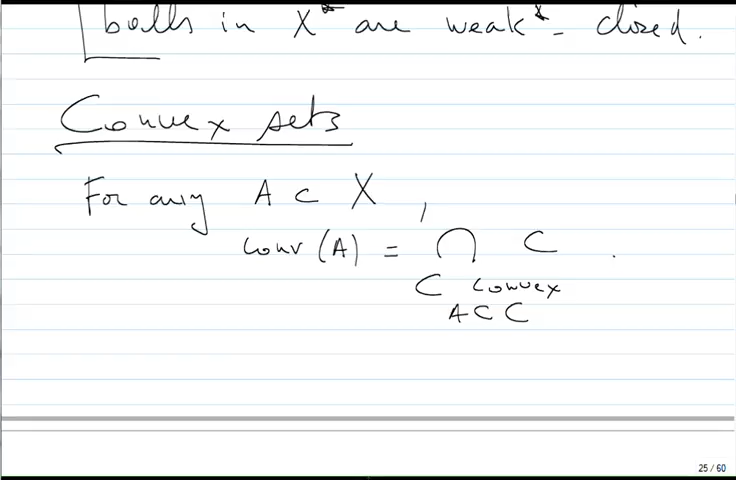 balls in X* are weak*- closed.
Convex sets
For any A ⊂ X,
conv (A) = ∩ C .
C convex
A ⊂ C
25 / 60